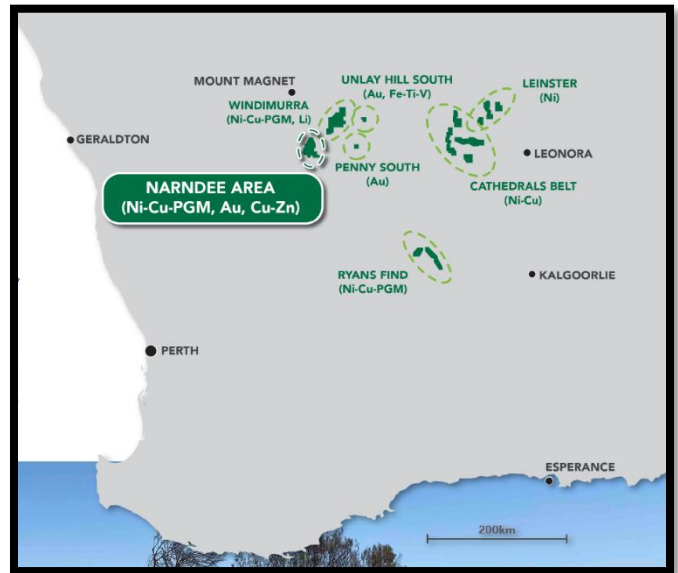 MOUNT MAGNET
UNLAY HILL SOUTH
(Au, Fe-Ti-V)
LEINSTER
(Ni)
WINDIMURRA
(Ni-Cu-PGM, Li)
GERALDTON
LEONORA
PENNY SOUTH
(Au)
CATHEDRALS BELT
(Ni-Cu)
NARNDEE AREA
(Ni-Cu-PGM, Au, Cu-Zn)
RYANS FIND
(Ni-Cu-PGM)
KALGOORLIE
PERTH
ESPERANCE
200km